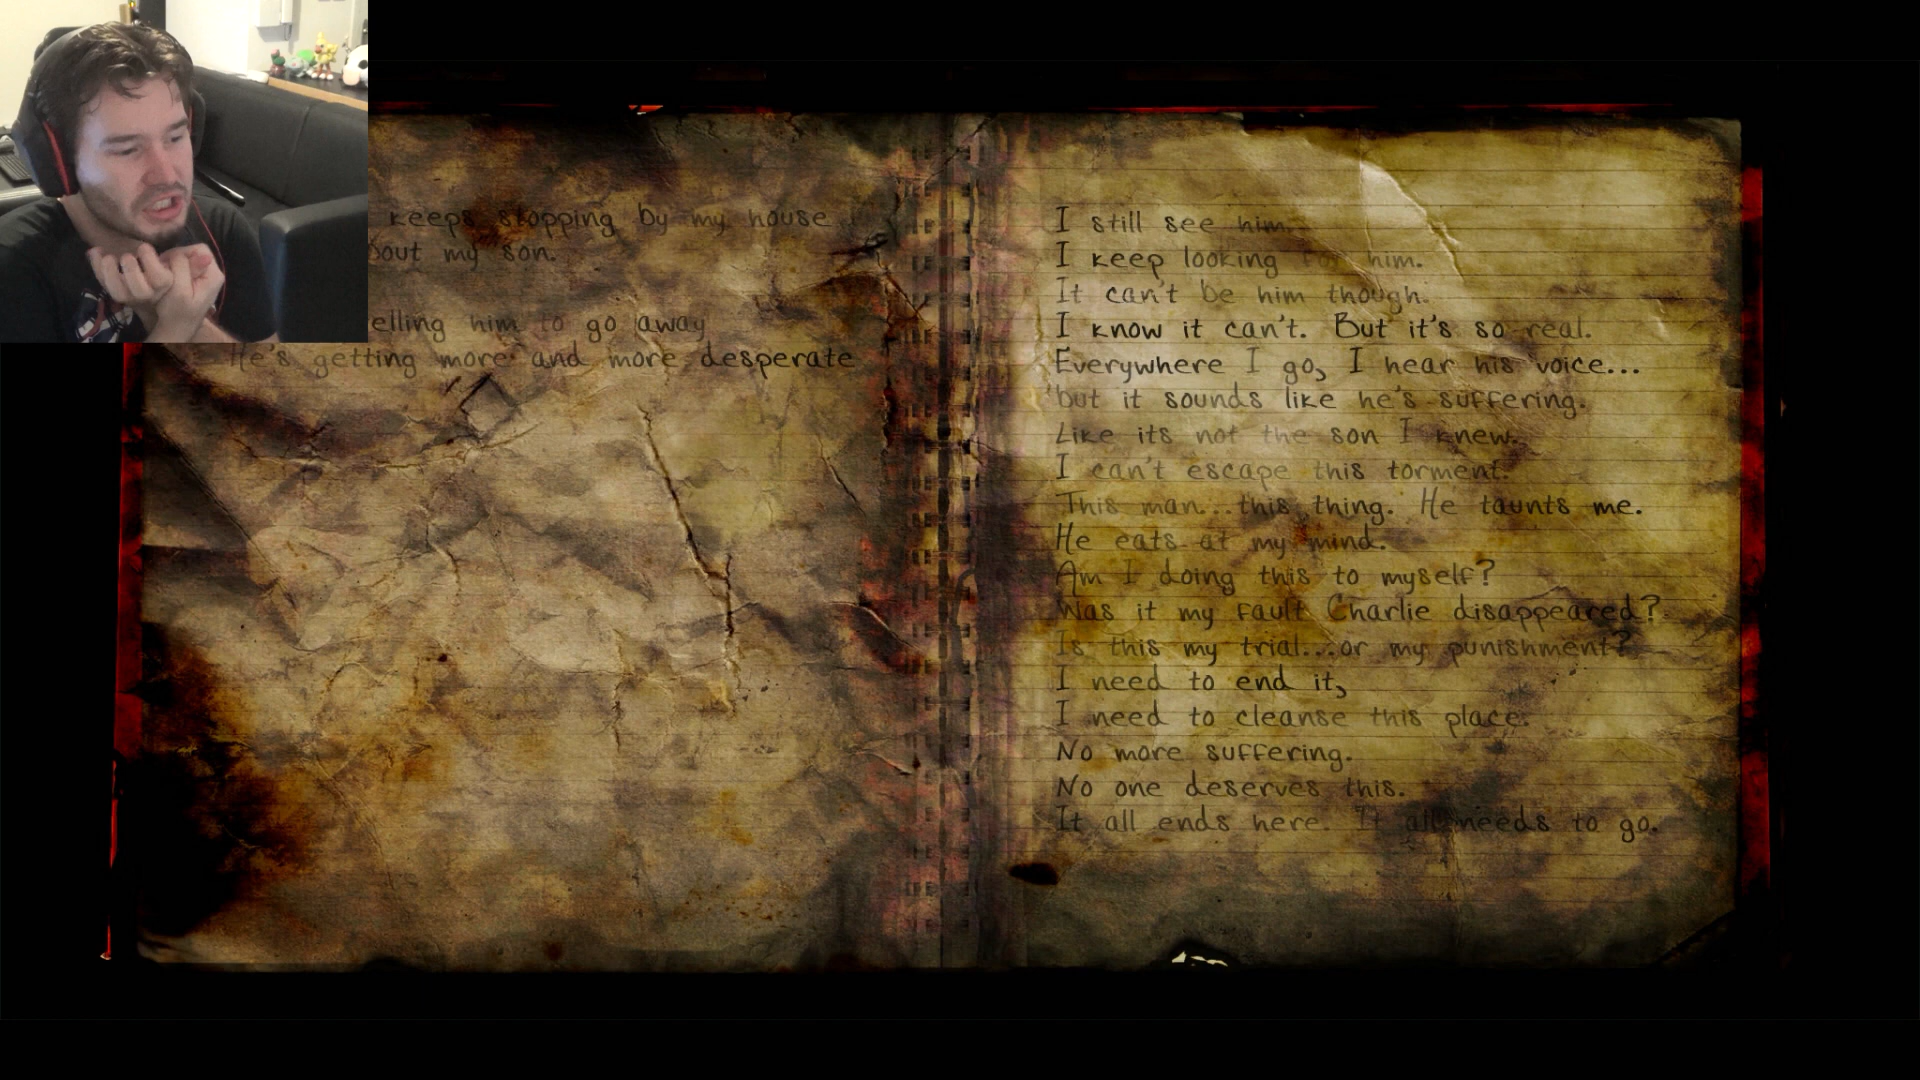 keeps stopping by my house
bout my son.
elling him to go away
He's getting more and more desperate
I still see him.
I keep looking for him.
It can't be him though.
I know it can't. But it's so real.
Everywhere I go, I hear his voice...
but it sounds like he's suffering.
Like its not the son I knew.
I can't escape this torment.
This man...this thing. He taunts me.
He eats at my mind.
Am I doing this to myself?
Was it my fault Charlie disappeared?
Is this my trial...or my punishment?
I need to end it,
I need to cleanse this place.
No more suffering.
No one deserves this.
It all ends here. It all needs to go.